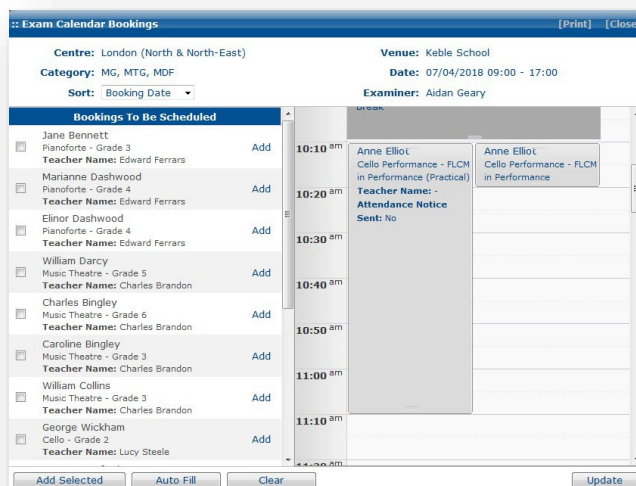 :: Exam Calendar Bookings [Print] [Close
Centre: London (North & North-East) Venue: Keble School
Category: MG, MTG, MDF Date: 07/04/2018 09:00 - 17:00
Sort: Booking Date Examiner: Aidan Geary
Bookings To Be Scheduled
Jane Bennett
Pianoforte - Grade 3 Add
Teacher Name: Edward Ferrars
Marianne Dashwood
Pianoforte - Grade 4 Add
Teacher Name: Edward Ferrars
Elinor Dashwood
Pianoforte - Grade 4 Add
Teacher Name: Edward Ferrars
William Darcy
Music Theatre - Grade 5 Add
Teacher Name: Charles Brandon
Charles Bingley
Music Theatre - Grade 6 Add
Teacher Name: Charles Brandon
Caroline Bingley
Music Theatre - Grade 3 Add
Teacher Name: Charles Brandon
William Collins
Music Theatre - Grade 3 Add
Teacher Name: Charles Brandon
George Wickham
Cello - Grade 2 Add
Teacher Name: Lucy Steele
break
10:10 am
10:20 am
10:30 am
10:40 am
10:50 am
11:00 am
11:10 am
11:20 am
Anne Elliot
Cello Performance - FLCM
in Performance (Practical)
Teacher Name: -
Attendance Notice
Sent: No
Anne Elliot
Cello Performance - FLCM
in Performance
Add Selected Auto Fill Clear Update